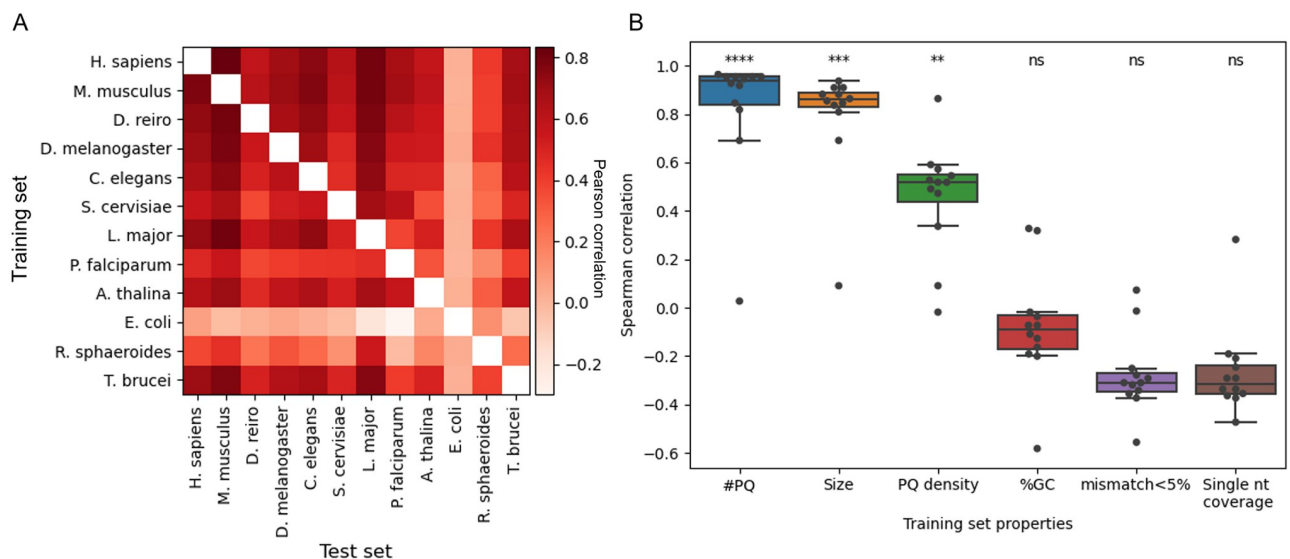 A
H. sapiens
M. musculus
D. reiro
D. melanogaster
C. elegans
S. cervisiae
L. major
P. falciparum
A. thalina
E. coli
R. sphaeroides
T. brucei
Training set
H. sapiens
M. musculus
D. reiro
D. melanogaster
C. elegans
S. cervisiae
L. major
P. falciparum
A. thalina
E. coli
R. sphaeroides
T. brucei
Test set
0.8
0.6
0.4
0.2
0.0
−0.2
Pearson correlation
B
**** *** ** ns ns ns
1.0
0.8
0.6
0.4
0.2
0.0
−0.2
−0.4
−0.6
Spearman correlation
#PQ Size PQ density %GC mismatch<5% Single nt
coverage
Training set properties